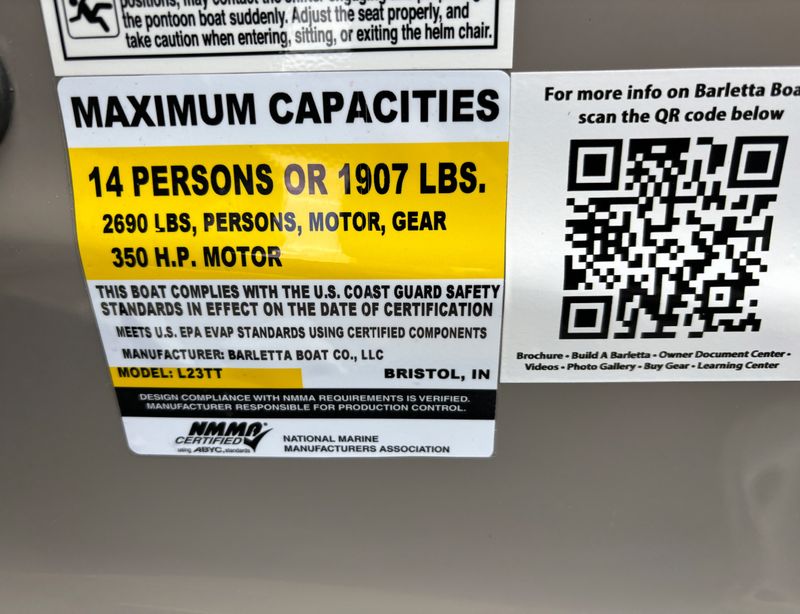 the pontoon boat suddenly. Adjust the seat properly, and
take caution when entering, sitting, or exiting the helm chair.
MAXIMUM CAPACITIES
14 PERSONS OR 1907 LBS.
2690 LBS, PERSONS, MOTOR, GEAR
350 H.P. MOTOR
THIS BOAT COMPLIES WITH THE U.S. COAST GUARD SAFETY
STANDARDS IN EFFECT ON THE DATE OF CERTIFICATION
MEETS U.S. EPA EVAP STANDARDS USING CERTIFIED COMPONENTS
MANUFACTURER: BARLETTA BOAT CO., LLC
MODEL: L23TT BRISTOL, IN
DESIGN COMPLIANCE WITH NMMA REQUIREMENTS IS VERIFIED.
MANUFACTURER RESPONSIBLE FOR PRODUCTION CONTROL.
NMMA
CERTIFIED
using ABYC standards
NATIONAL MARINE
MANUFACTURERS ASSOCIATION
For more info on Barletta Boa
scan the QR code below
Brochure • Build A Barletta • Owner Document Center •
Videos • Photo Gallery • Buy Gear • Learning Center